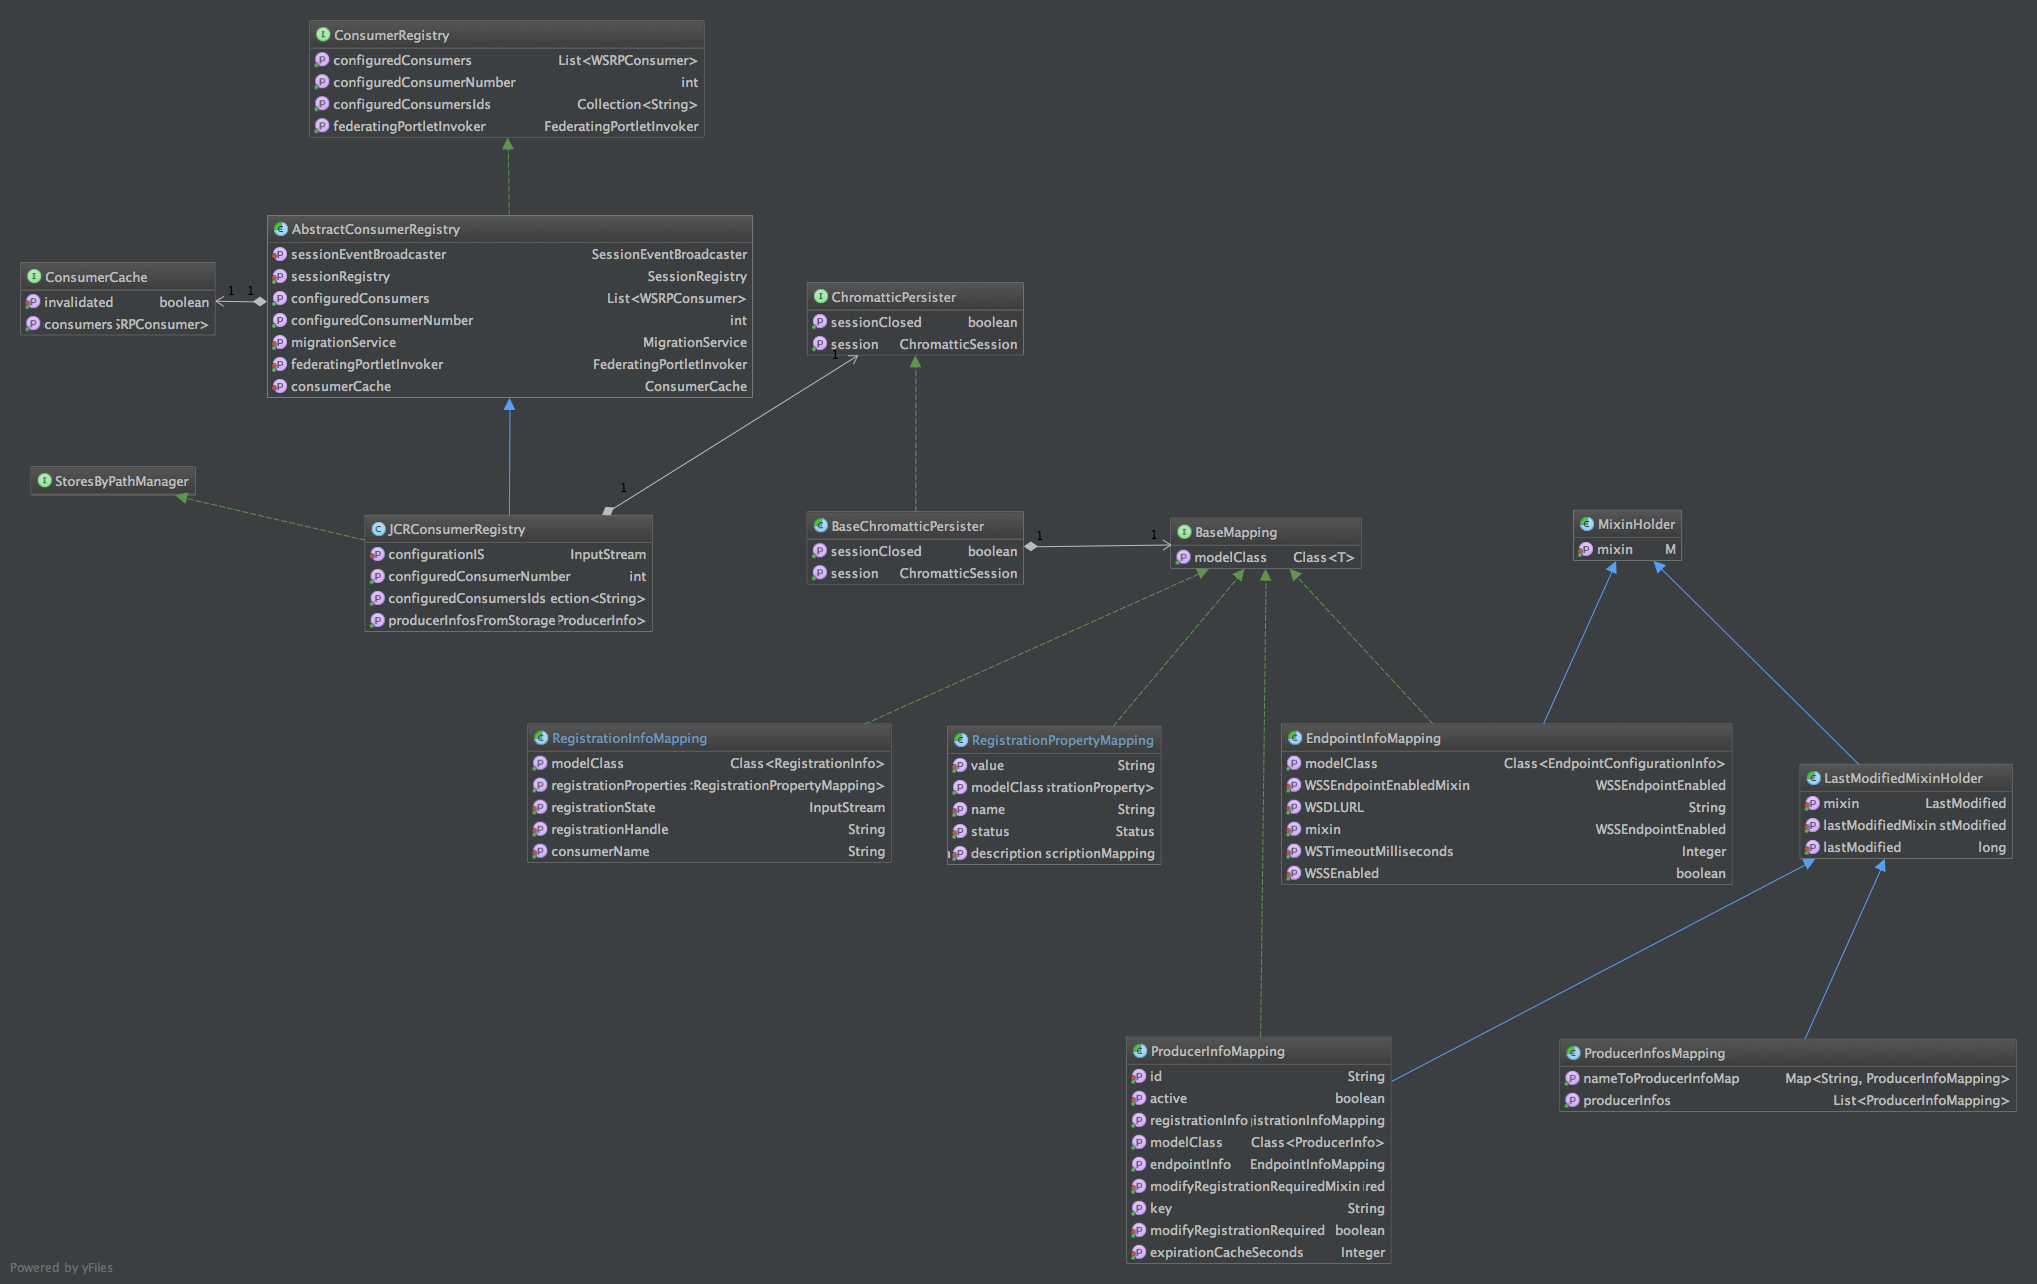 ConsumerRegistry
configuredConsumers List<WSRPConsumer>
configuredConsumerNumber int
configuredConsumersIds Collection<String>
federatingPortletInvoker FederatingPortletInvoker
AbstractConsumerRegistry
sessionEventBroadcaster SessionEventBroadcaster
sessionRegistry SessionRegistry
configuredConsumers List<WSRPConsumer>
configuredConsumerNumber int
migrationService MigrationService
federatingPortletInvoker FederatingPortletInvoker
consumerCache ConsumerCache
ConsumerCache
invalidated boolean
consumers SRPConsumer>
1 1
ChromatticPersister
sessionClosed boolean
session ChromatticSession
1
1
StoresByPathManager
JCRConsumerRegistry
configurationIS InputStream
configuredConsumerNumber int
configuredConsumersIds ection<String>
producerInfosFromStorage ProducerInfo>
BaseChromatticPersister
sessionClosed boolean
session ChromatticSession
1 1
BaseMapping
modelClass Class<T>
MixinHolder
mixin M
RegistrationInfoMapping
modelClass Class<RegistrationInfo>
registrationProperties :RegistrationPropertyMapping>
registrationState InputStream
registrationHandle String
consumerName String
RegistrationPropertyMapping
value String
modelClass strationProperty>
name String
status Status
description scriptionMapping
EndpointInfoMapping
modelClass Class<EndpointConfigurationInfo>
WSSEndpointEnabledMixin WSSEndpointEnabled
WSDLURL String
mixin WSSEndpointEnabled
WSTimeoutMilliseconds Integer
WSSEnabled boolean
LastModifiedMixinHolder
mixin LastModified
lastModifiedMixin stModified
lastModified long
ProducerInfoMapping
id String
active boolean
registrationInfo istrationInfoMapping
modelClass Class<ProducerInfo>
endpointInfo EndpointInfoMapping
modifyRegistrationRequiredMixin ired
key String
modifyRegistrationRequired boolean
expirationCacheSeconds Integer
ProducerInfosMapping
nameToProducerInfoMap Map<String, ProducerInfoMapping>
producerInfos List<ProducerInfoMapping>
Powered by yFiles